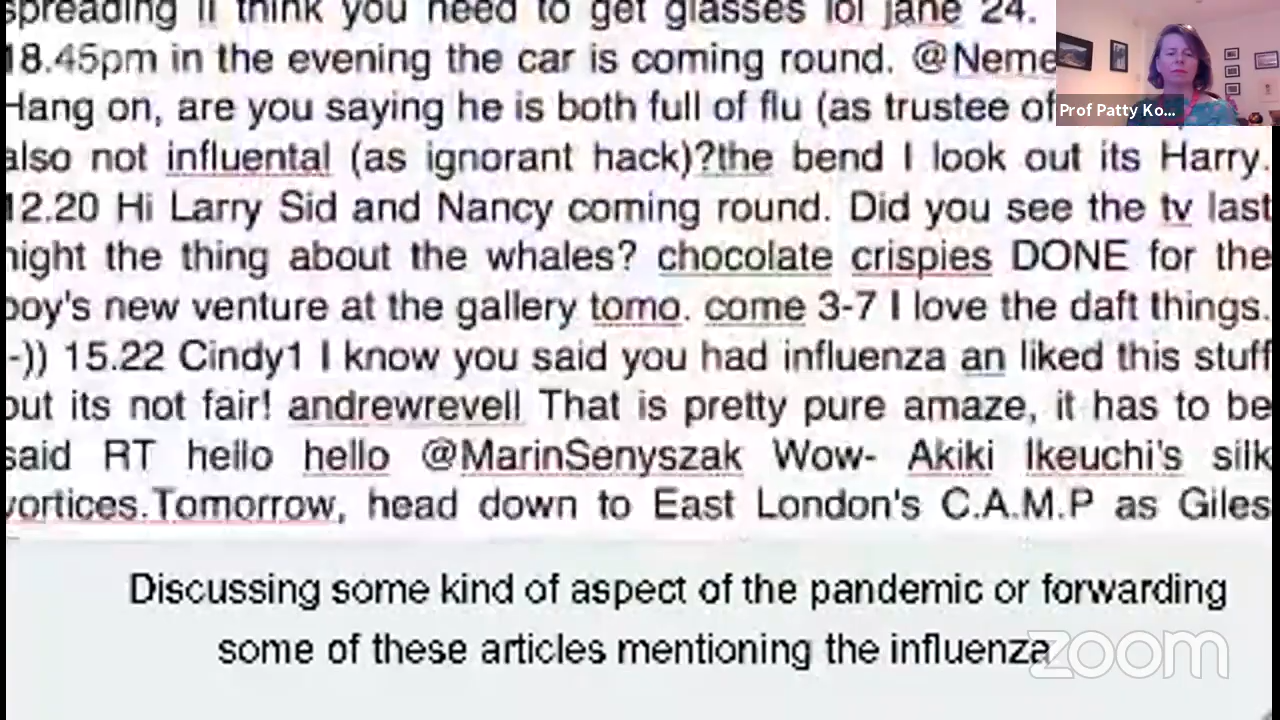 spreading II think you need to get glasses lol jane 24.
18.45pm in the evening the car is coming round. @Neme
Hang on, are you saying he is both full of flu (as trustee of
also not influental (as ignorant hack)?the bend I look out its Harry.
12.20 Hi Larry Sid and Nancy coming round. Did you see the tv last
night the thing about the whales? chocolate crispies DONE for the
boy's new venture at the gallery tomo. come 3-7 I love the daft things.
-)) 15.22 Cindy1 I know you said you had influenza an liked this stuff
but its not fair! andrewrevell That is pretty pure amaze, it has to be
said RT hello hello @MarinSenyszak Wow- Akiki Ikeuchi's silk
vortices.Tomorrow, head down to East London's C.A.M.P as Giles
Discussing some kind of aspect of the pandemic or forwarding
some of these articles mentioning the influenza
Prof Patty Ko...
zoom